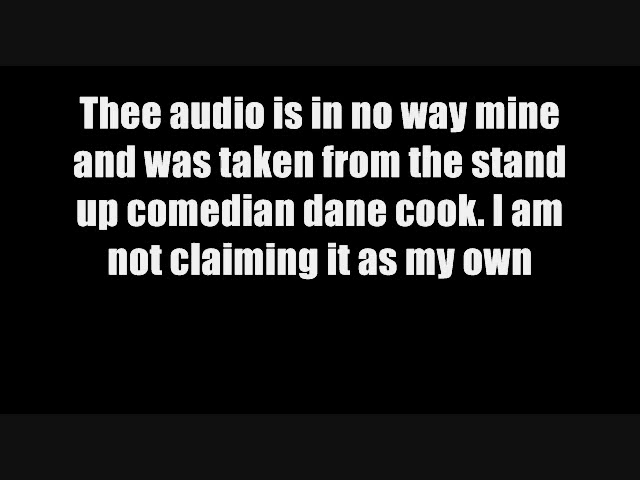 Thee audio is in no way mine
and was taken from the stand
up comedian dane cook. I am
not claiming it as my own